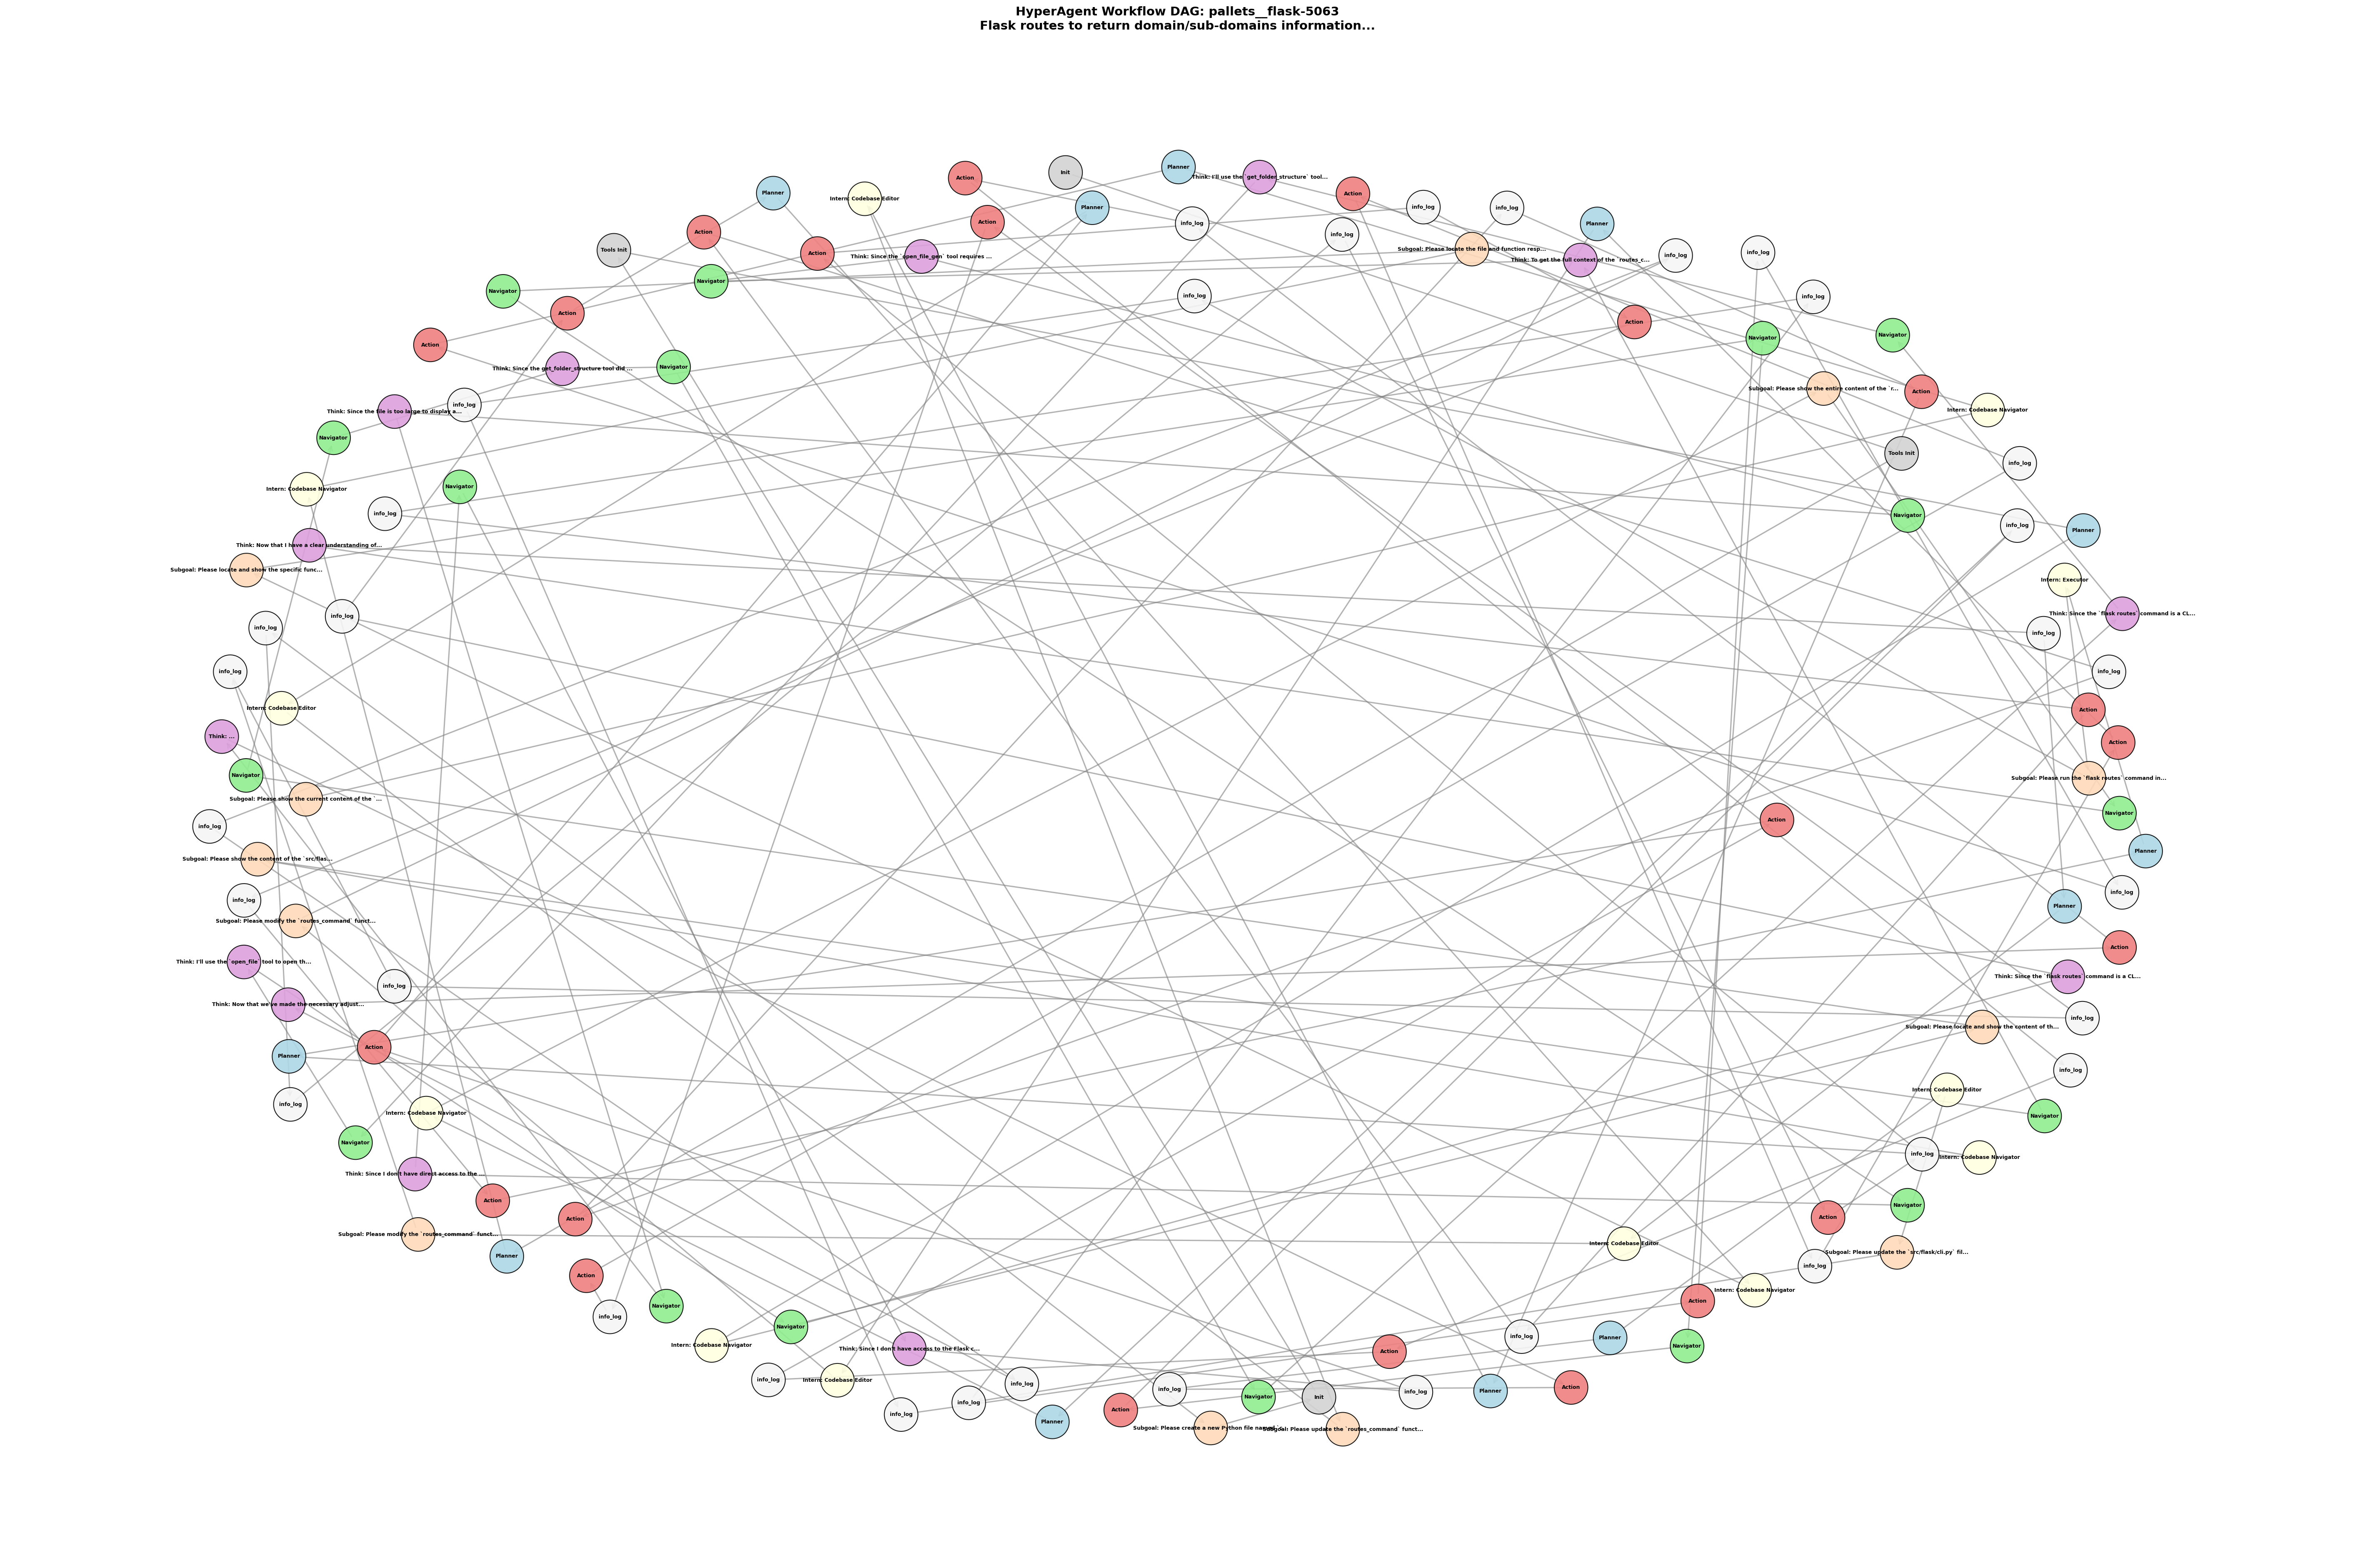 HyperAgent Workflow DAG: pallets__flask-5063
Flask routes to return domain/sub-domains information...
Planner
Init
Action
Think: I'll use the `get_folder_structure` tool...
Planner
Action
Intern: Codebase Editor
Planner
info_log
info_log
Action
info_log
Planner
Action
info_log
Tools Init
Action
Think: Since the `open_file_gen` tool requires ...
Subgoal: Please locate the file and function resp...
Think: To get the full context of the `routes_c...
info_log
info_log
Navigator
Navigator
info_log
info_log
Action
Action
Navigator
Navigator
Action
Think: Since the get_folder_structure tool did ...
Navigator
Subgoal: Please show the entire content of the `r...
Action
info_log
Think: Since the file is too large to display a...
Intern: Codebase Navigator
Navigator
Tools Init
info_log
Intern: Codebase Navigator
Navigator
info_log
Navigator
info_log
Planner
Think: Now that I have a clear understanding of...
Subgoal: Please locate and show the specific func...
Intern: Executor
info_log
Think: Since the `flask routes` command is a CL...
info_log
info_log
info_log
info_log
Intern: Codebase Editor
Action
Think: ...
Action
Navigator
Subgoal: Please run the `flask routes` command in...
Subgoal: Please show the current content of the `...
Navigator
Action
info_log
Planner
Subgoal: Please show the content of the `src/flas...
info_log
info_log
Planner
Subgoal: Please modify the `routes_command` funct...
Action
Think: I'll use the `open_file` tool to open th...
Think: Since the `flask routes` command is a CL...
info_log
Think: Now that we've made the necessary adjust...
info_log
Subgoal: Please locate and show the content of th...
Action
Planner
info_log
Intern: Codebase Editor
info_log
Intern: Codebase Navigator
Navigator
Navigator
info_log
Intern: Codebase Navigator
Think: Since I don't have direct access to the ...
Action
Navigator
Action
Action
Subgoal: Please modify the `routes_command` funct...
Intern: Codebase Editor
Subgoal: Please update the `src/flask/cli.py` fil...
Planner
info_log
Action
Intern: Codebase Navigator
Action
Navigator
info_log
Navigator
info_log
Planner
Intern: Codebase Navigator
Navigator
Think: Since I don't have access to the Flask c...
Action
info_log
Intern: Codebase Editor
info_log
info_log
info_log
Planner
Action
Navigator
Init
info_log
Action
info_log
Planner
Subgoal: Please create a new Python file named
Subgoal: Please update the `routes_command` funct...